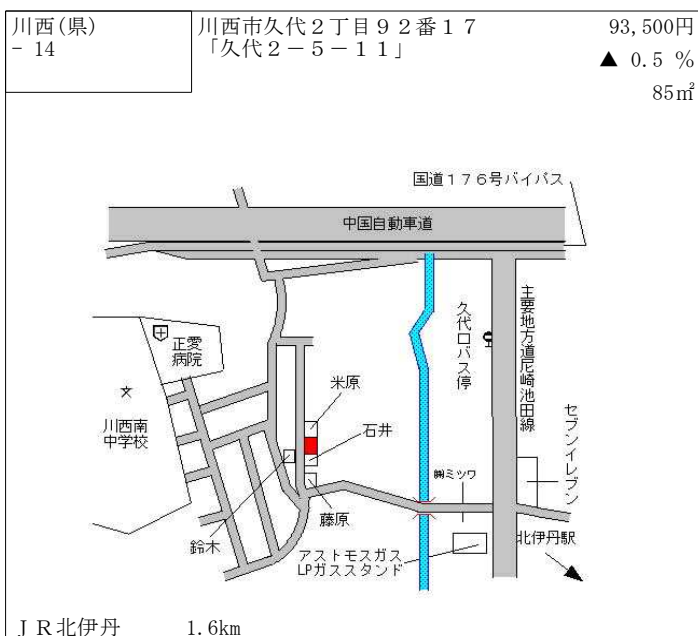 川西(県)
- 14
川西市久代２丁目９２番１７
「久代２－５－１１」
93,500円
▲ 0.5 %
85㎡
国道１７６号バイパス
中国自動車道
主要地方道尼崎池田線
久代口バス停
正愛
病院
川西南
中学校
米原
石井
セブンイレブン
㈱ミツワ
藤原
鈴木
アストモスガス
LPガススタンド
北伊丹駅
ＪＲ北伊丹
1.6km